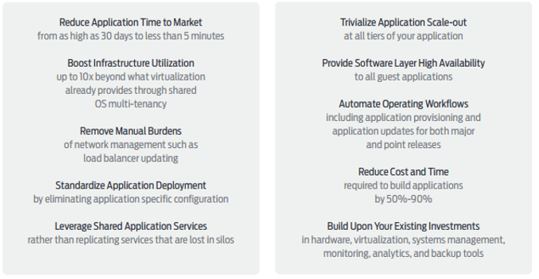 Reduce Application Time to Market
from as high as 30 days to less than 5 minutes
Boost Infrastructure Utilization
up to 10x beyond what virtualization
already provides through shared
OS multi-tenancy
Remove Manual Burdens
of network management such as
load balancer updating
Standardize Application Deployment
by eliminating application specific configuration
Leverage Shared Application Services
rather than replicating services that are lost in silos
Trivialize Application Scale-out
at all tiers of your application
Provide Software Layer High Availability
to all guest applications
Automate Operating Workflows
including application provisioning and
application updates for both major
and point releases
Reduce Cost and Time
required to build applications
by 50%-90%
Build Upon Your Existing Investments
in hardware, virtualization, systems management,
monitoring, analytics, and backup tools